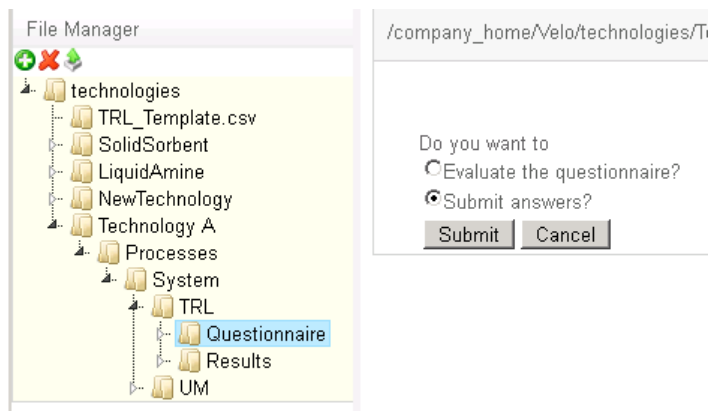 File Manager
technologies
TRL_Template.csv
SolidSorbent
LiquidAmine
NewTechnology
Technology A
Processes
System
TRL
Questionnaire
Results
UM
/company_home/Velo/technologies/
Do you want to
Evaluate the questionnaire?
Submit answers?
Submit Cancel